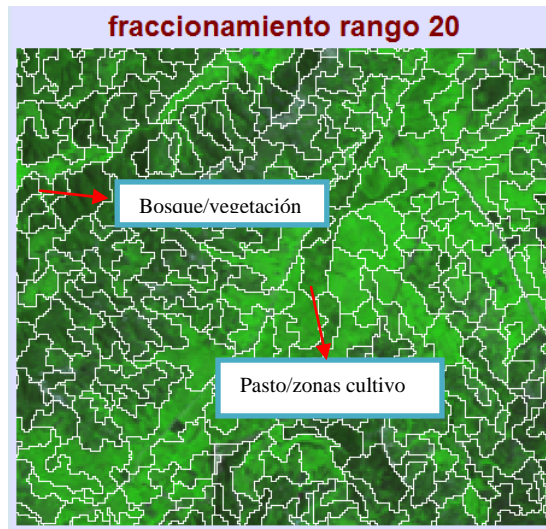 fraccionamiento rango 20
Bosque/vegetación
Pasto/zonas cultivo